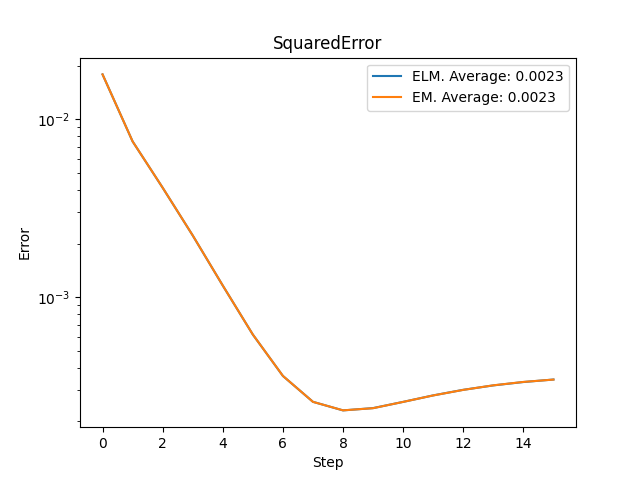 SquaredError
ELM. Average: 0.0023
EM. Average: 0.0023
Error
10⁻²
10⁻³
0 2 4 6 8 10 12 14
Step